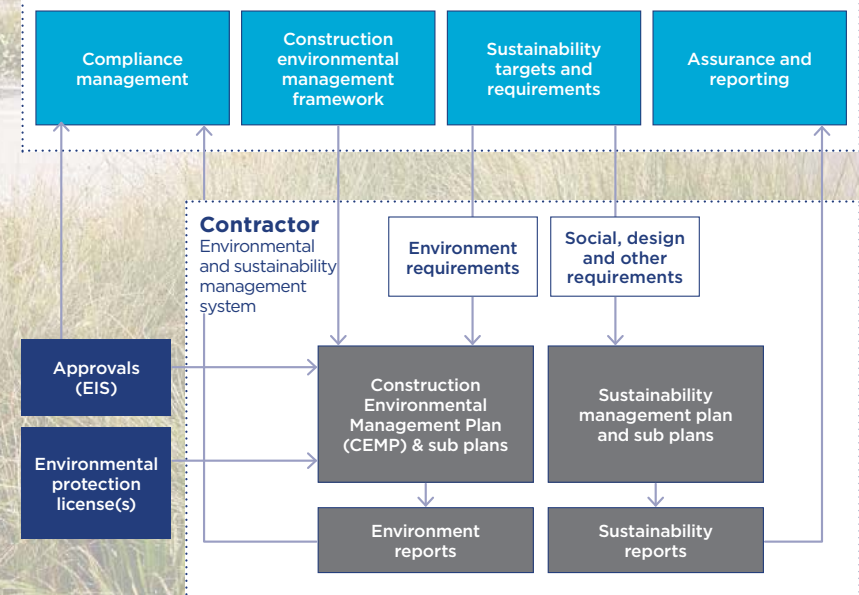 Compliance
management
Construction
environmental
management
framework
Sustainability
targets and
requirements
Assurance and
reporting
Contractor
Environmental
and sustainability
management
system
Environment
requirements
Social, design
and other
requirements
Approvals
(EIS)
Construction
Environmental
Management Plan
(CEMP) & sub plans
Sustainability
management plan
and sub plans
Environmental
protection
license(s)
Environment
reports
Sustainability
reports